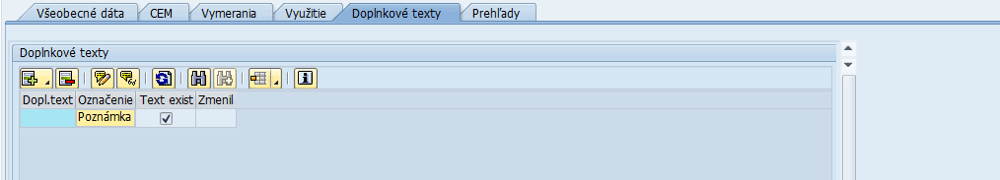 Všeobecné dáta CEM Vymerania Využitie Doplnkové texty Prehľady
Doplnkové texty
Dopl.text Označenie Text exist Zmenil
Poznámka